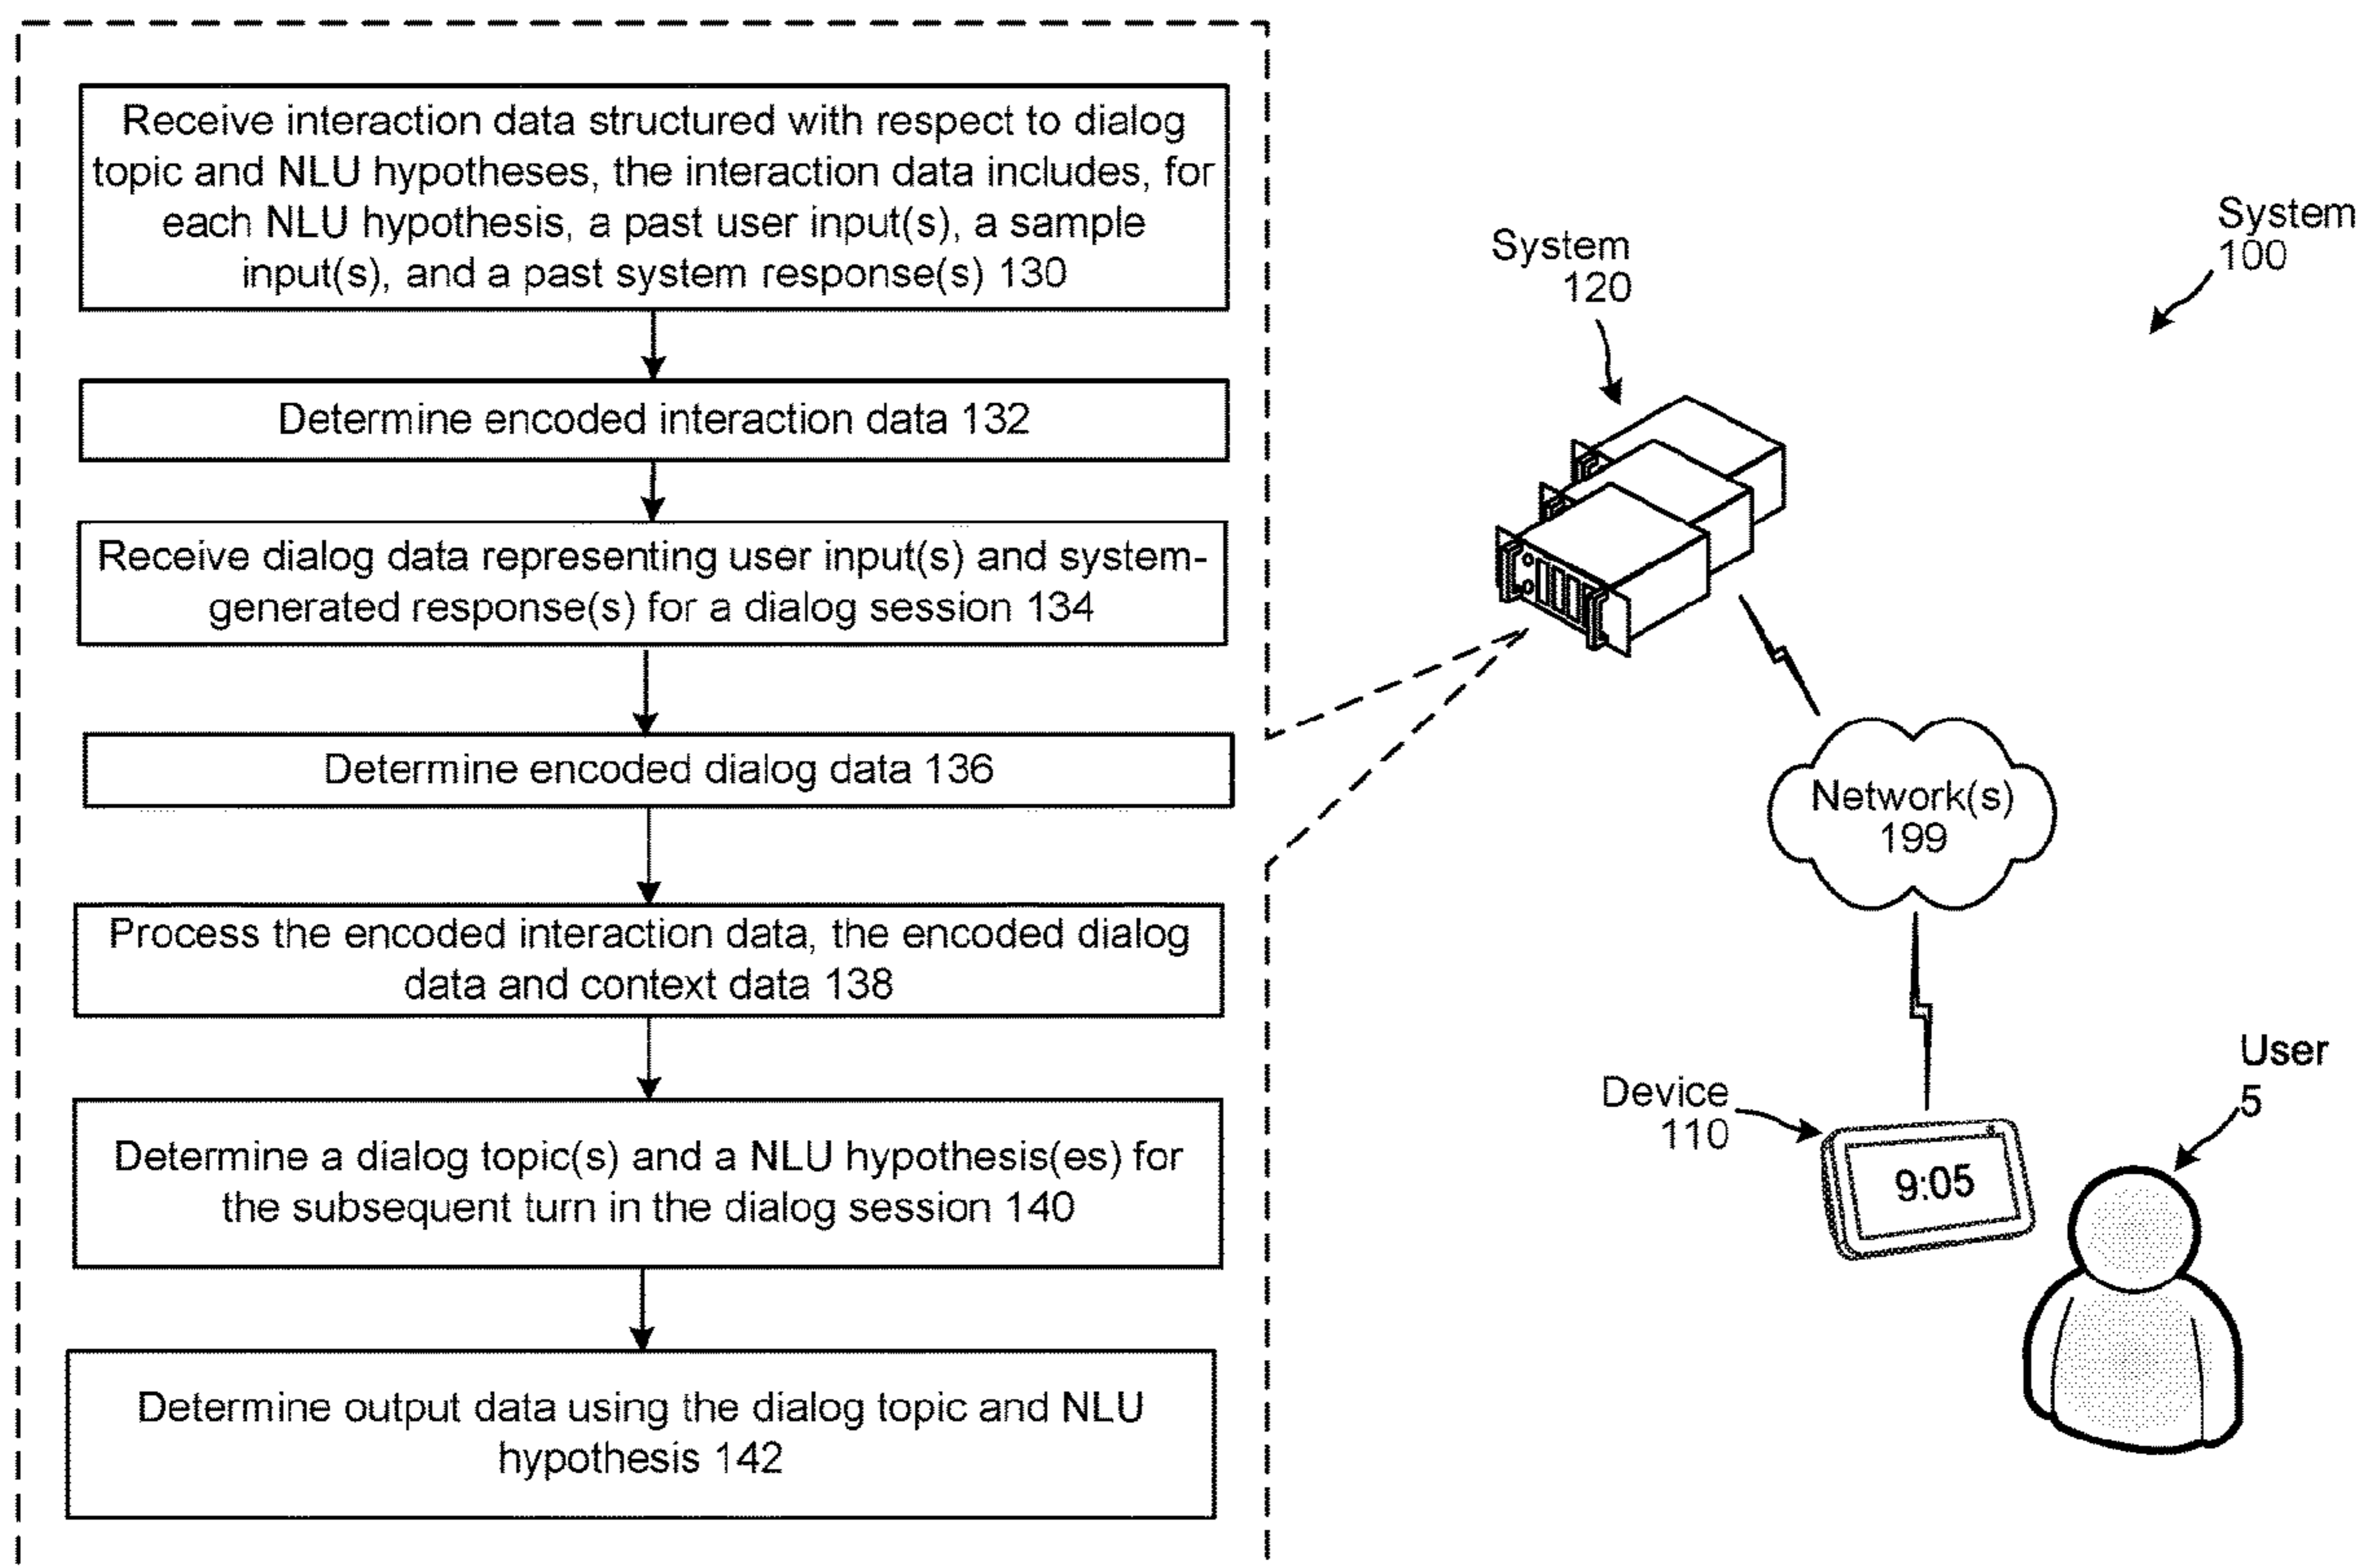 Receive interaction data structured with respect to dialog
topic and NLU hypotheses, the interaction data includes, for
each NLU hypothesis, a past user input(s), a sample
input(s), and a past system response(s) 130
Determine encoded interaction data 132
Receive dialog data representing user input(s) and system-
generated response(s) for a dialog session 134
Determine encoded dialog data 136
Process the encoded interaction data, the encoded dialog
data and context data 138
Determine a dialog topic(s) and a NLU hypothesis(es) for
the subsequent turn in the dialog session 140
Determine output data using the dialog topic and NLU
hypothesis 142
System
100
System
120
Network(s)
199
Device
110
User
5
9:05